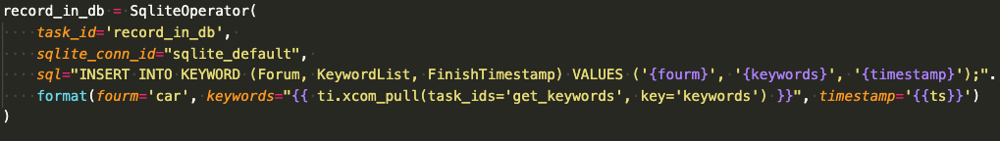 record_in_db = SqliteOperator(
    task_id='record_in_db',
    sqlite_conn_id="sqlite_default",
    sql="INSERT INTO KEYWORD (Forum, KeywordList, FinishTimestamp) VALUES ('{fourm}', '{keywords}', '{timestamp}');".
    format(fourm='car', keywords="{{ ti.xcom_pull(task_ids='get_keywords', key='keywords') }}", timestamp='{{ts}}')
)